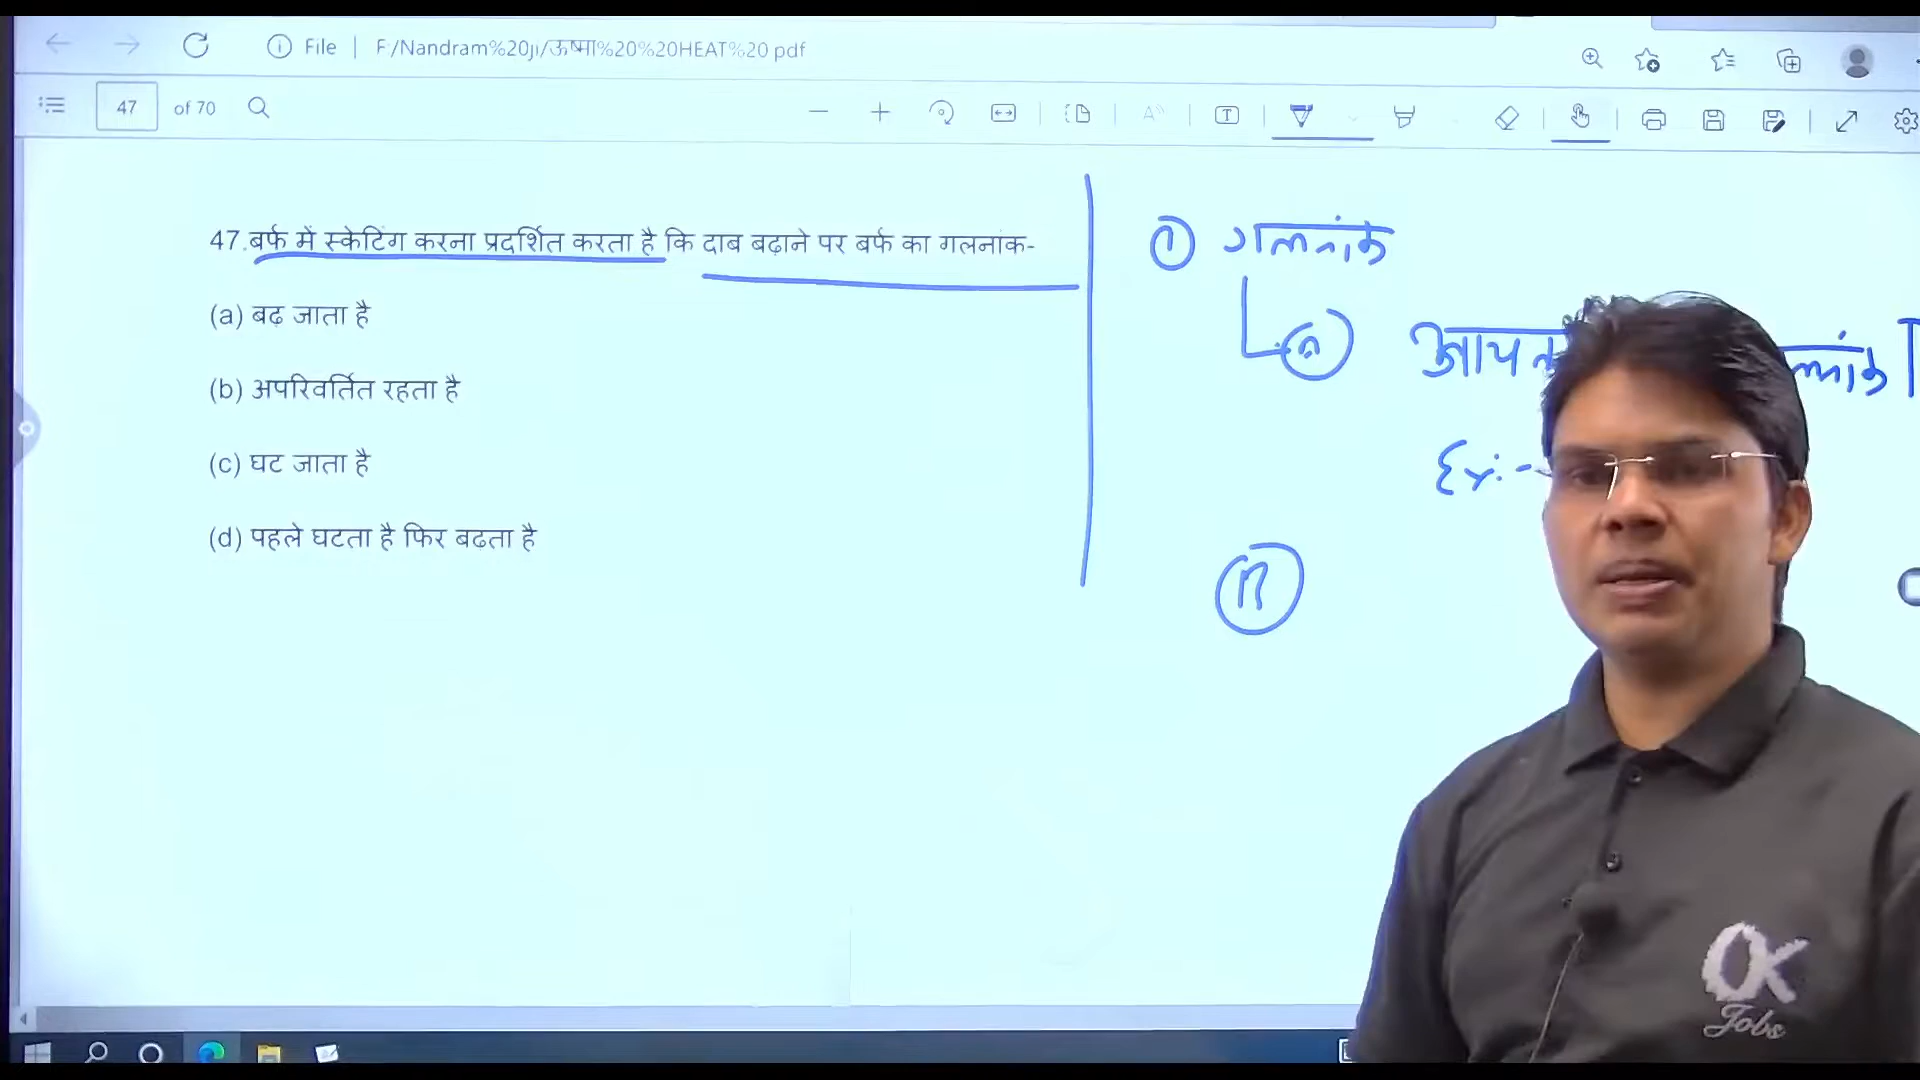 File | F:/Nandram%20ji/ऊष्मा%20%20HEAT%20.pdf
47 of 70
47.बर्फ में स्केटिंग करना प्रदर्शित करता है कि दाब बढ़ाने पर बर्फ का गलनांक-
(a) बढ़ जाता है
(b) अपरिवर्तित रहता है
(c) घट जाता है
(d) पहले घटता है फिर बढता है
① गलनांक
Ex:-
OK
Jobs